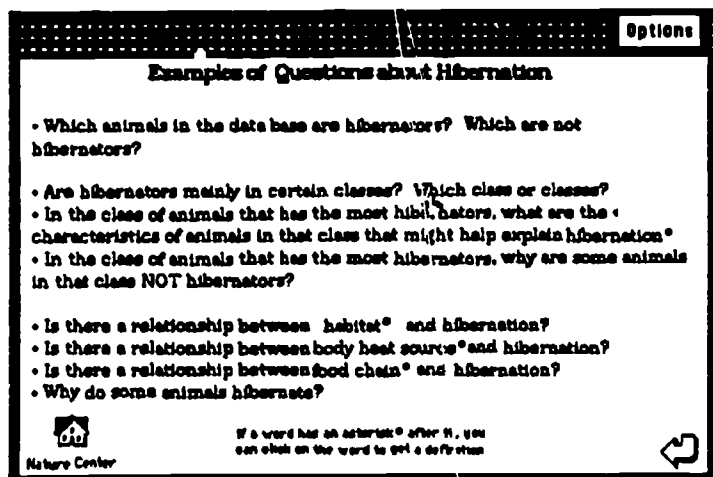 Options
Examples of Questions about Hibernation
• Which animals in the data base are hibernators? Which are not
hibernators?
• Are hibernators mainly in certain classes? Which class or classes?
• In the class of animals that has the most hibernators, what are the
characteristics of animals in that class that might help explain hibernation*
• In the class of animals that has the most hibernators, why are some animals
in that class NOT hibernators?
• Is there a relationship between habitat* and hibernation?
• Is there a relationship between body heat source* and hibernation?
• Is there a relationship between food chain* and hibernation?
• Why do some animals hibernate?
If a word has an asterisk* after it, you
can click on the word to get a definition
Nature Center